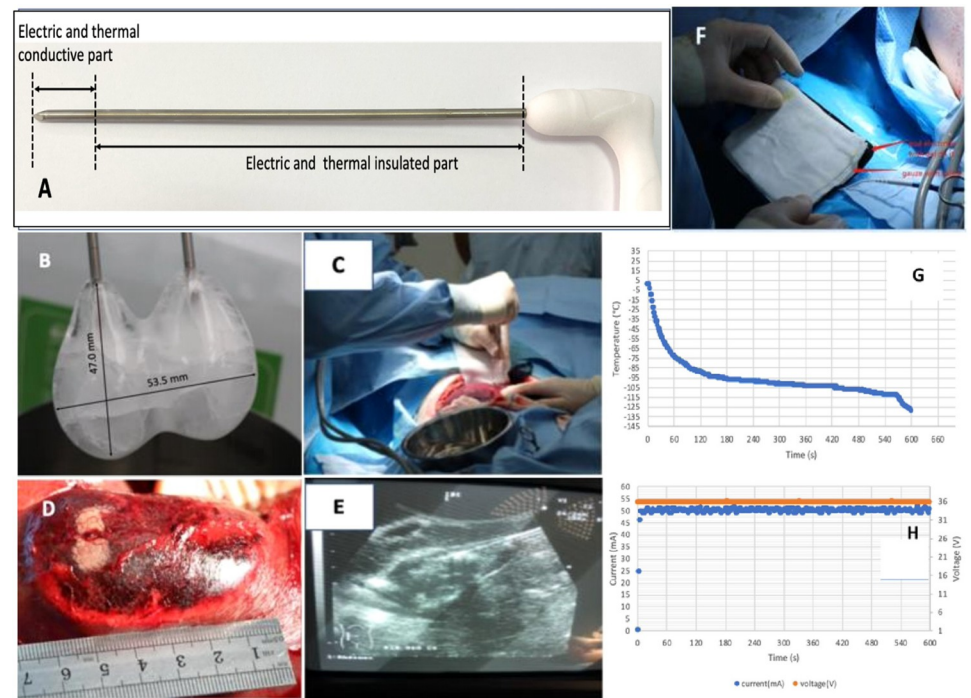 Electric and thermal
conductive part
Electric and thermal insulated part
A
F
B
47.0 mm
53.5 mm
C
D
7 6 5 4 3 2 1
E
G
35
25
15
5
-5
-15
-25
-35
-45
-55
-65
-75
-85
-95
-105
-115
-125
-135
-145
Temperature (°C)
0 60 120 180 240 300 360 420 480 540 600 660
Time (s)
H
60
55
50
45
40
35
30
25
20
15
10
5
0
Current (mA)
36
31
26
21
16
11
6
1
Voltage (V)
0 60 120 180 240 300 360 420 480 540 600
Time (s)
current(mA) voltage(V)